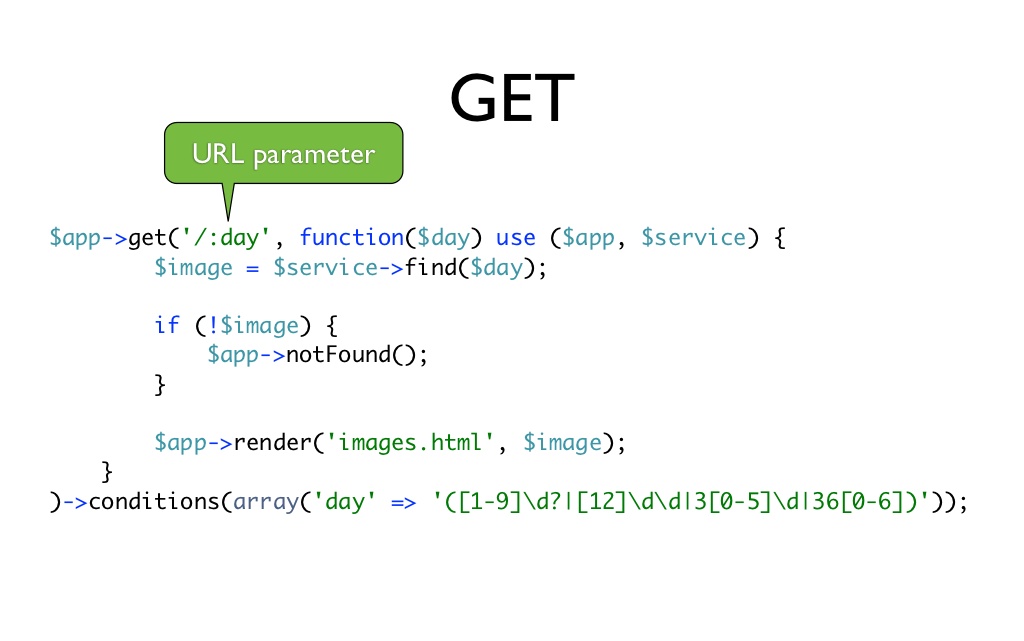 GET
URL parameter
$app->get('/:day', function($day) use ($app, $service) {
        $image = $service->find($day);

        if (!$image) {
            $app->notFound();
        }

        $app->render('images.html', $image);
    }
)->conditions(array('day' => '([1-9]\d?|[12]\d\d|3[0-5]\d|36[0-6])'));